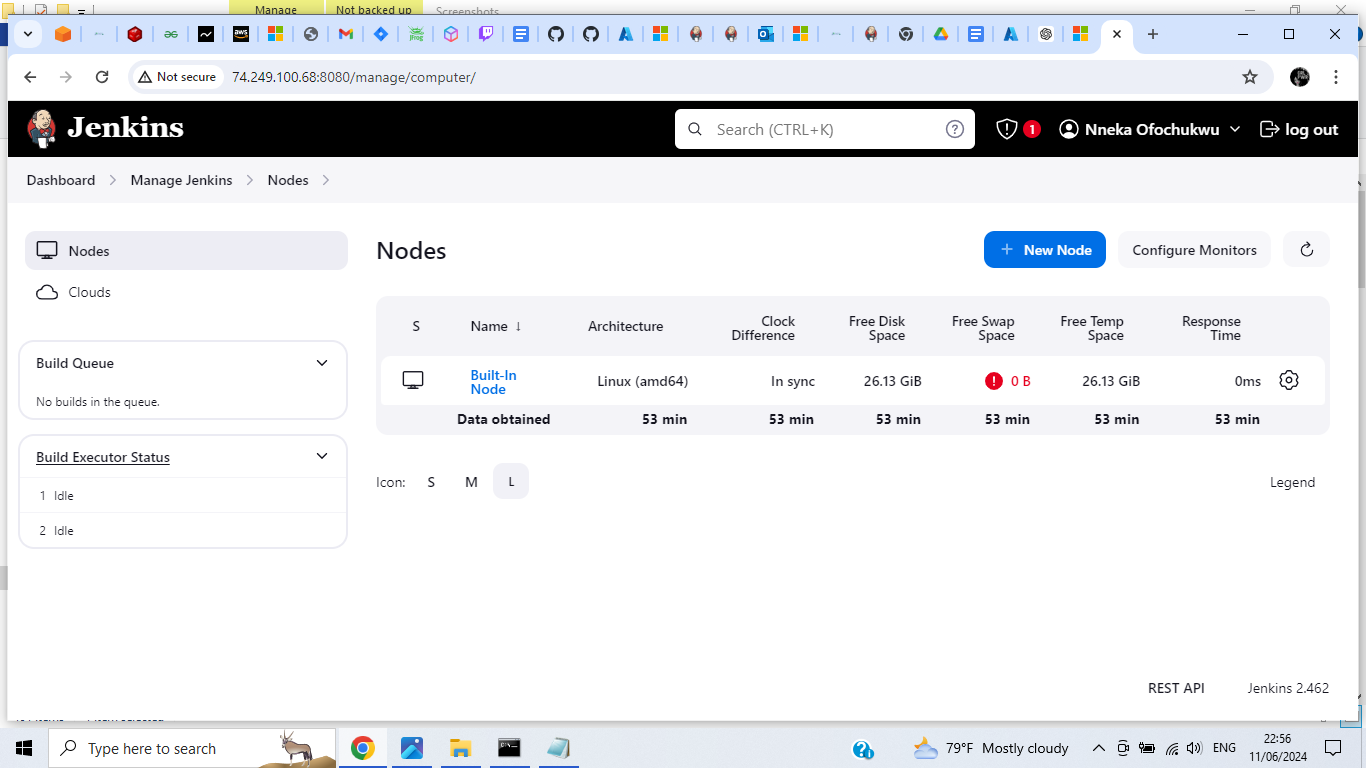 Manage
Not backed up
Screenshots
Not secure
74.249.100.68:8080/manage/computer/
Jenkins
Search (CTRL+K)
1
Nneka Ofochukwu
log out
Dashboard
Manage Jenkins
Nodes
Nodes
Clouds
Build Queue
No builds in the queue.
Build Executor Status
1 Idle
2 Idle
Nodes
+ New Node
Configure Monitors
S Name ↓ Architecture Clock Difference Free Disk Space Free Swap Space Free Temp Space Response Time
Built-In Node Linux (amd64) In sync 26.13 GiB 0 B 26.13 GiB 0ms
Data obtained 53 min 53 min 53 min 53 min 53 min 53 min
Icon: S M L
Legend
REST API
Jenkins 2.462
Type here to search
79°F Mostly cloudy
ENG
22:56
11/06/2024